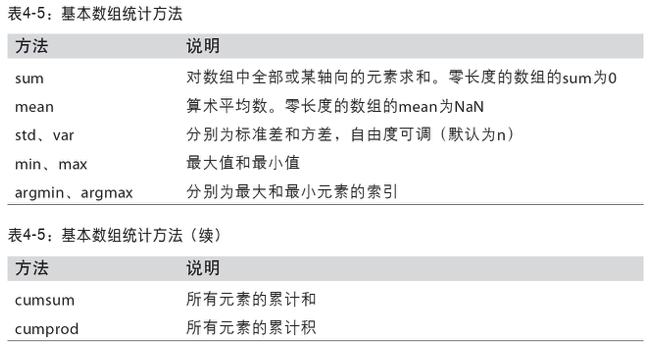 表4-5：基本数组统计方法
方法 说明
sum 对数组中全部或某轴向的元素求和。零长度的数组的sum为0
mean 算术平均数。零长度的数组的mean为NaN
std、var 分别为标准差和方差，自由度可调（默认为n）
min、max 最大值和最小值
argmin、argmax 分别为最大和最小元素的索引
表4-5：基本数组统计方法（续）
方法 说明
cumsum 所有元素的累计和
cumprod 所有元素的累计积